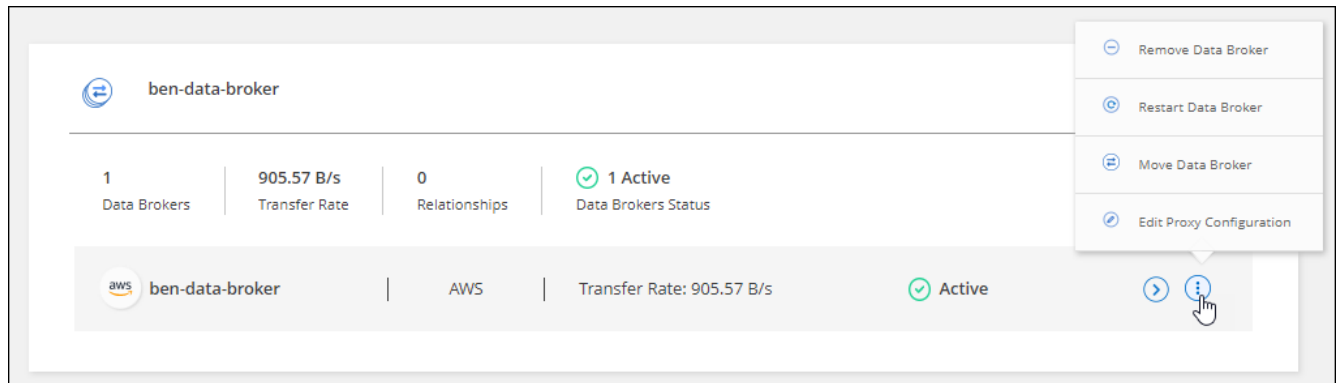 ben-data-broker
Remove Data Broker
Restart Data Broker
Move Data Broker
Edit Proxy Configuration
1
Data Brokers
905.57 B/s
Transfer Rate
0
Relationships
1 Active
Data Brokers Status
aws ben-data-broker | AWS | Transfer Rate: 905.57 B/s Active